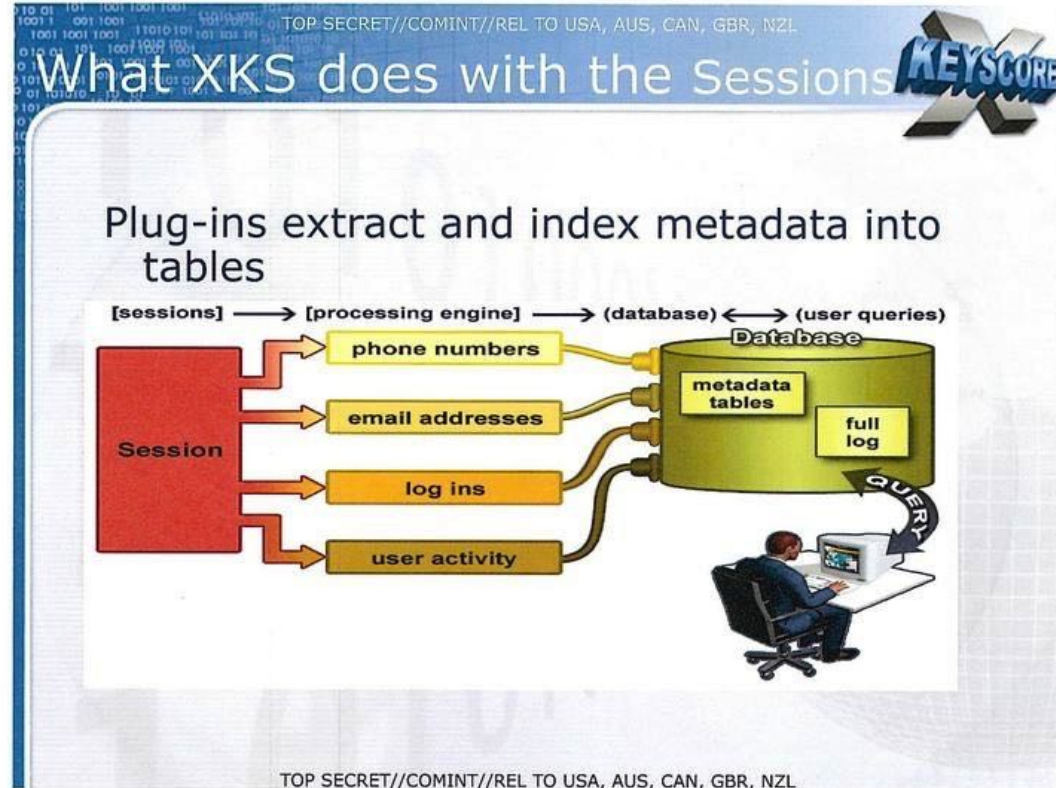 TOP SECRET//COMINT//REL TO USA, AUS, CAN, GBR, NZL
What XKS does with the Sessions
X KEYSCORE
Plug-ins extract and index metadata into
tables
[sessions] → [processing engine] → (database) ↔ (user queries)
Database
phone numbers
metadata
tables
email addresses
full
log
Session
log ins
QUERY
user activity
TOP SECRET//COMINT//REL TO USA, AUS, CAN, GBR, NZL